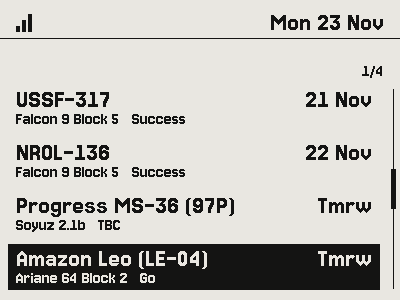 Mon 23 Nov
1/4
USSF-317 21 Nov
Falcon 9 Block 5 Success
NROL-136 22 Nov
Falcon 9 Block 5 Success
Progress MS-36 (97P) Tmrw
Soyuz 2.1b TBC
Amazon Leo (LE-04) Tmrw
Ariane 64 Block 2 Go